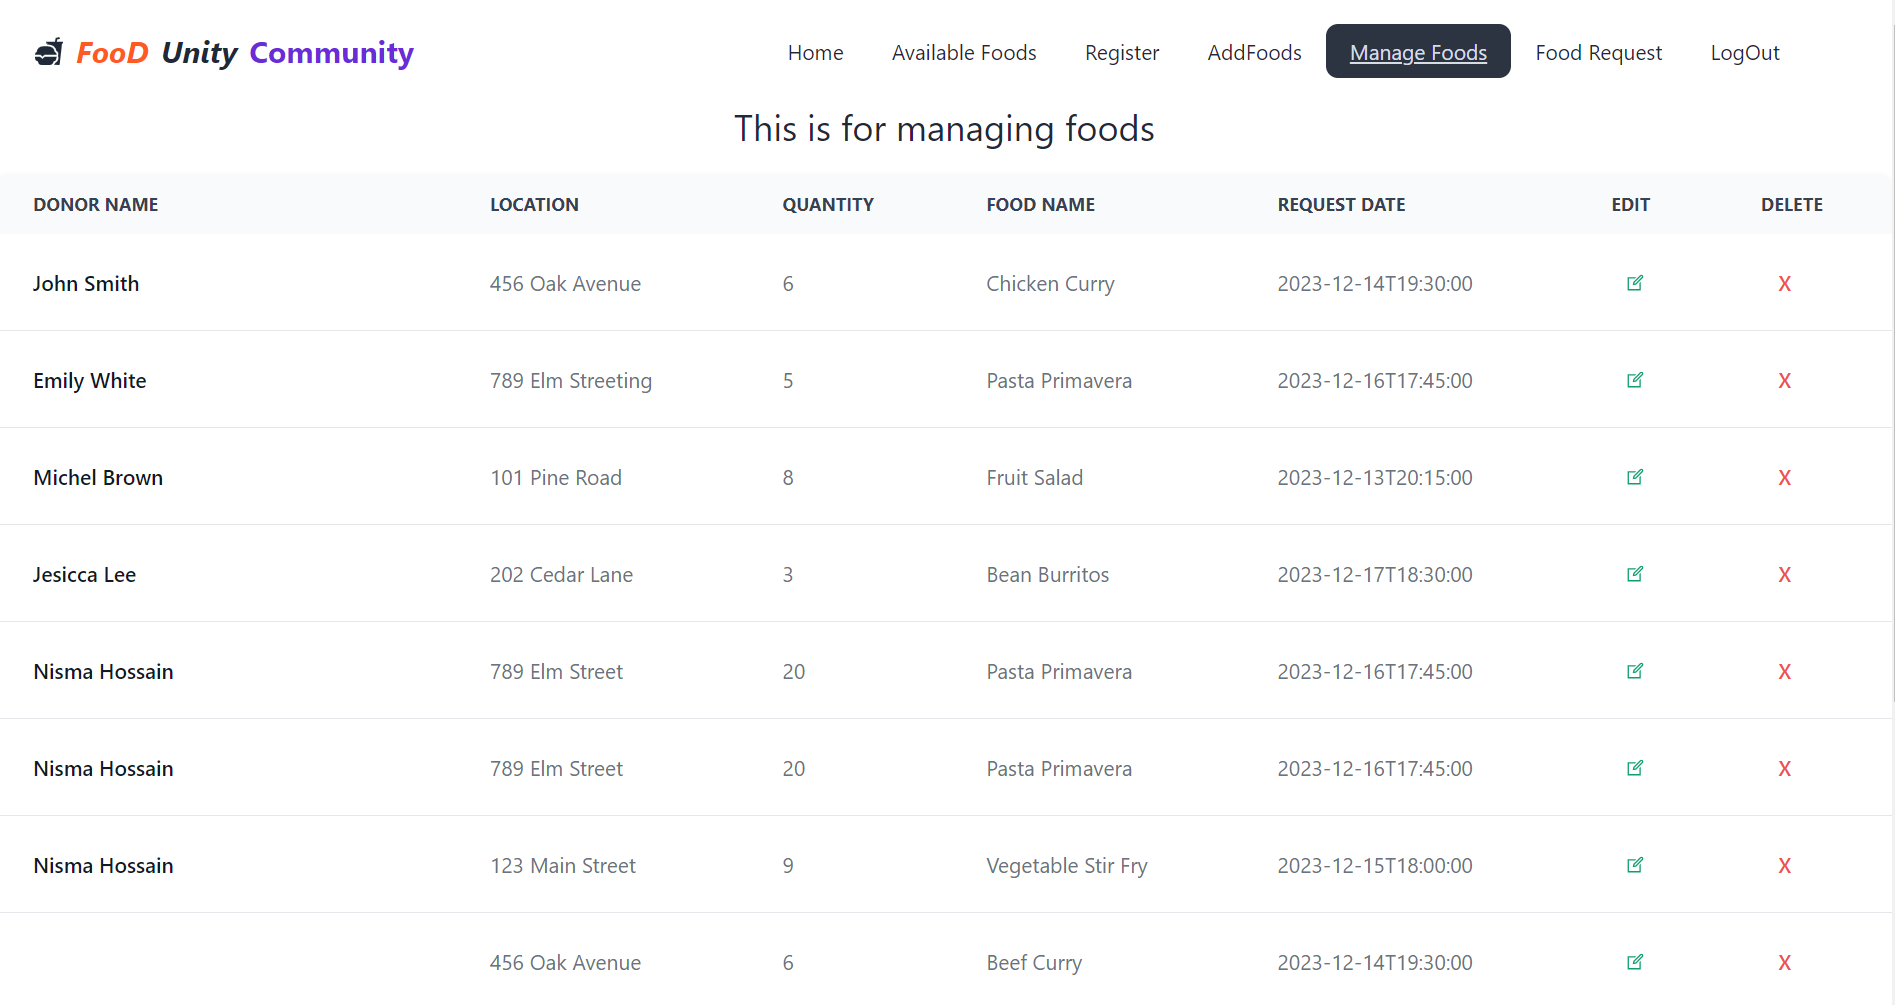 FooD Unity Community Home Available Foods Register AddFoods Manage Foods Food Request LogOut
This is for managing foods
DONOR NAME LOCATION QUANTITY FOOD NAME REQUEST DATE EDIT DELETE
John Smith 456 Oak Avenue 6 Chicken Curry 2023-12-14T19:30:00 X
Emily White 789 Elm Streeting 5 Pasta Primavera 2023-12-16T17:45:00 X
Michel Brown 101 Pine Road 8 Fruit Salad 2023-12-13T20:15:00 X
Jesicca Lee 202 Cedar Lane 3 Bean Burritos 2023-12-17T18:30:00 X
Nisma Hossain 789 Elm Street 20 Pasta Primavera 2023-12-16T17:45:00 X
Nisma Hossain 789 Elm Street 20 Pasta Primavera 2023-12-16T17:45:00 X
Nisma Hossain 123 Main Street 9 Vegetable Stir Fry 2023-12-15T18:00:00 X
456 Oak Avenue 6 Beef Curry 2023-12-14T19:30:00 X